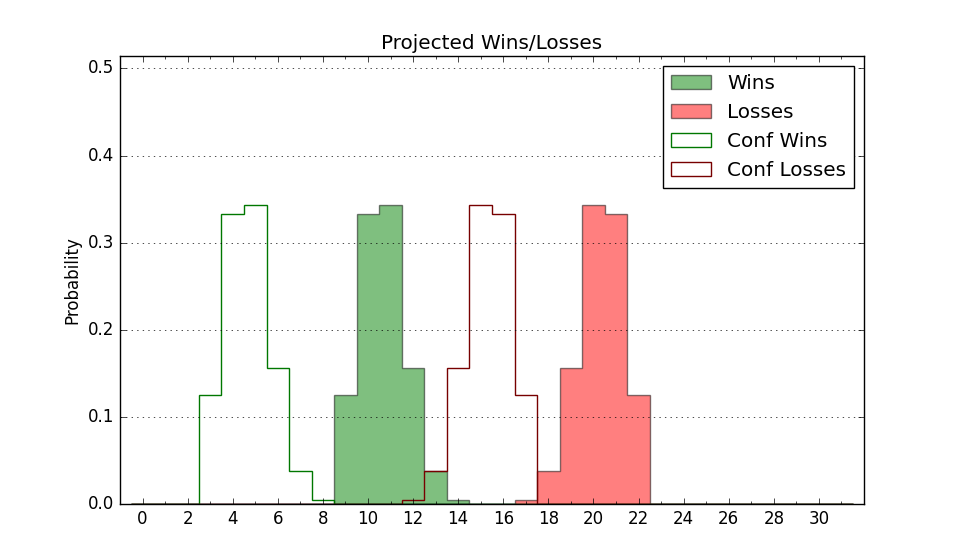 Projected Wins/Losses
Probability
0.5
0.4
0.3
0.2
0.1
0.0
0 2 4 6 8 10 12 14 16 18 20 22 24 26 28 30
Wins
Losses
Conf Wins
Conf Losses